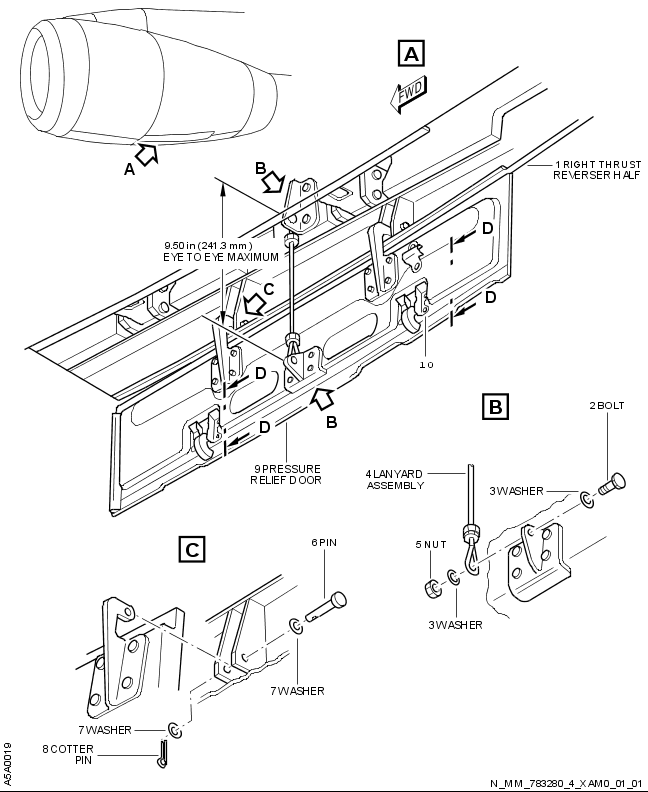 A
FWD
A
B
1 RIGHT THRUST
REVERSER HALF
D
9.50 in (241.3 mm)
EYE TO EYE MAXIMUM
C
D
10
D
B
D
9 PRESSURE
RELIEF DOOR
B
2 BOLT
4 LANYARD
ASSEMBLY
3 WASHER
5 NUT
3 WASHER
C
6 PIN
7 WASHER
7 WASHER
8 COTTER
PIN
A5A0019
N_MM_783280_4_XAM0_01_01